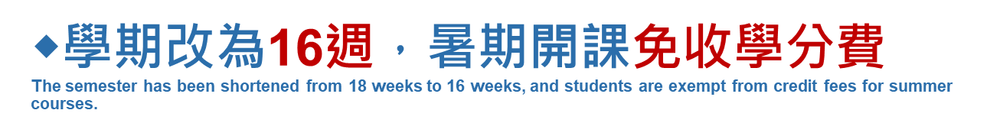 ◆學期改為16週，暑期開課免收學分費
The semester has been shortened from 18 weeks to 16 weeks, and students are exempt from credit fees for summer
courses.